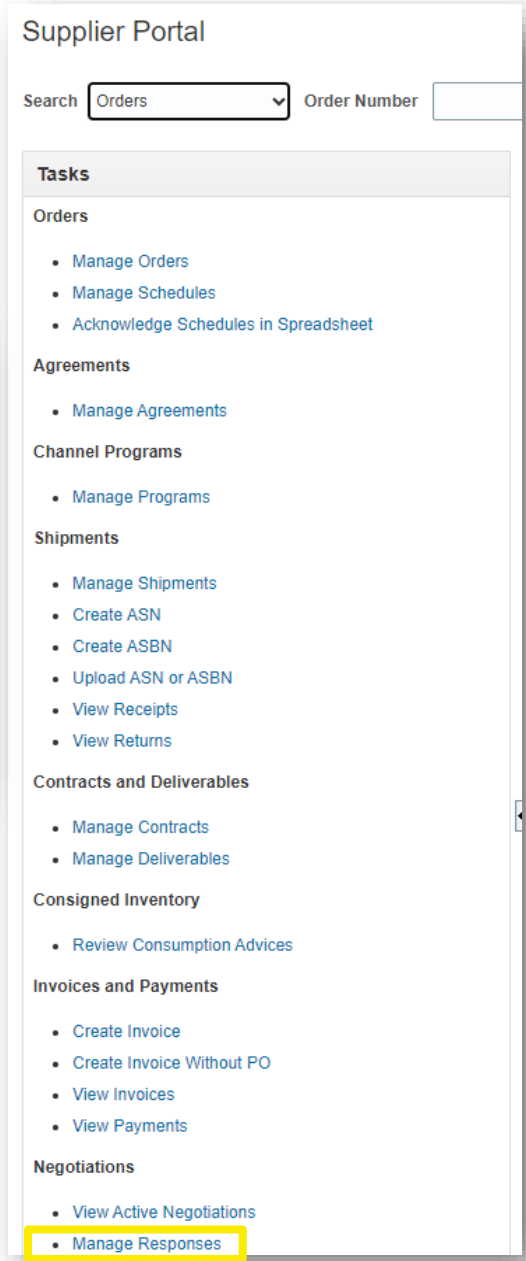 Supplier Portal
Search Orders Order Number
Tasks
Orders
Manage Orders
Manage Schedules
Acknowledge Schedules in Spreadsheet
Agreements
Manage Agreements
Channel Programs
Manage Programs
Shipments
Manage Shipments
Create ASN
Create ASBN
Upload ASN or ASBN
View Receipts
View Returns
Contracts and Deliverables
Manage Contracts
Manage Deliverables
Consigned Inventory
Review Consumption Advices
Invoices and Payments
Create Invoice
Create Invoice Without PO
View Invoices
View Payments
Negotiations
View Active Negotiations
Manage Responses